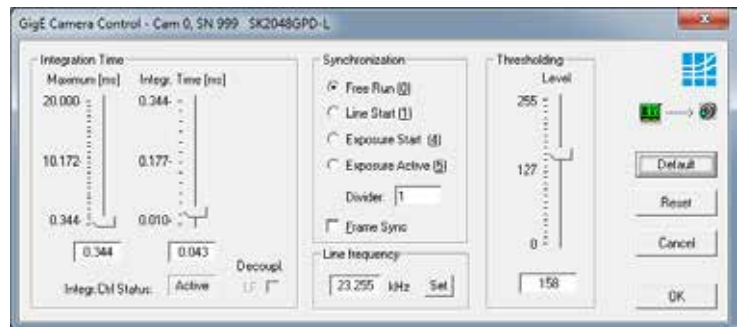 GigE Camera Control - Cam 0, SN 999 SK2048GPD-L
Integration Time
Maximum [ms]
Integr. Time [ms]
20.000
10.172
0.344
0.344
0.177
0.010
0.344
0.043
Decoupl.
LF
Integr.Ctrl Status:
Active
Synchronization
Free Run (0)
Line Start (1)
Exposure Start (4)
Exposure Active (5)
Divider
1
Frame Sync
Line frequency
23.255 kHz Set
Thresholding
Level
255
127
0
158
Default
Reset
Cancel
OK